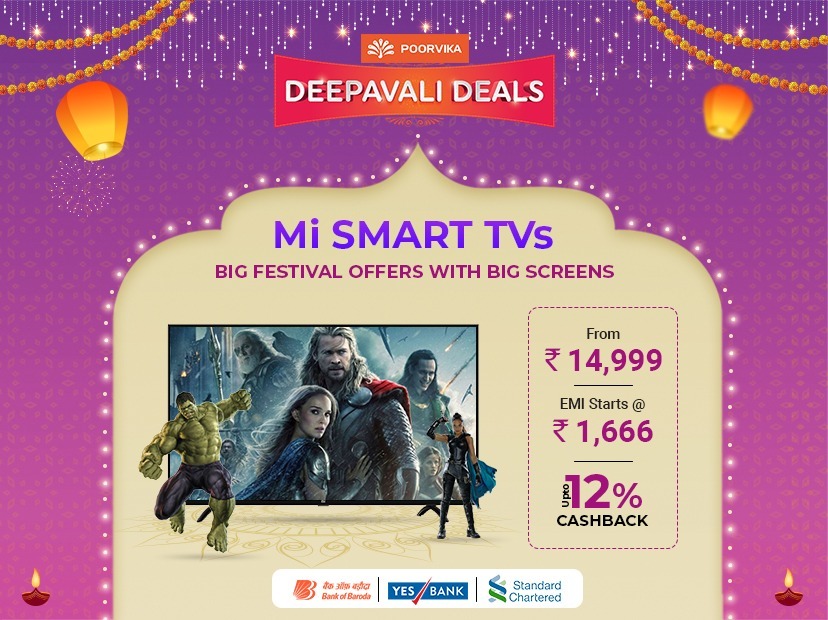 POORVIKA
DEEPAVALI DEALS
Mi SMART TVs
BIG FESTIVAL OFFERS WITH BIG SCREENS
From
₹ 14,999
EMI Starts @
₹ 1,666
Upto 12%
CASHBACK
बैंक ऑफ़ बड़ौदा
Bank of Baroda
YES BANK
Standard
Chartered